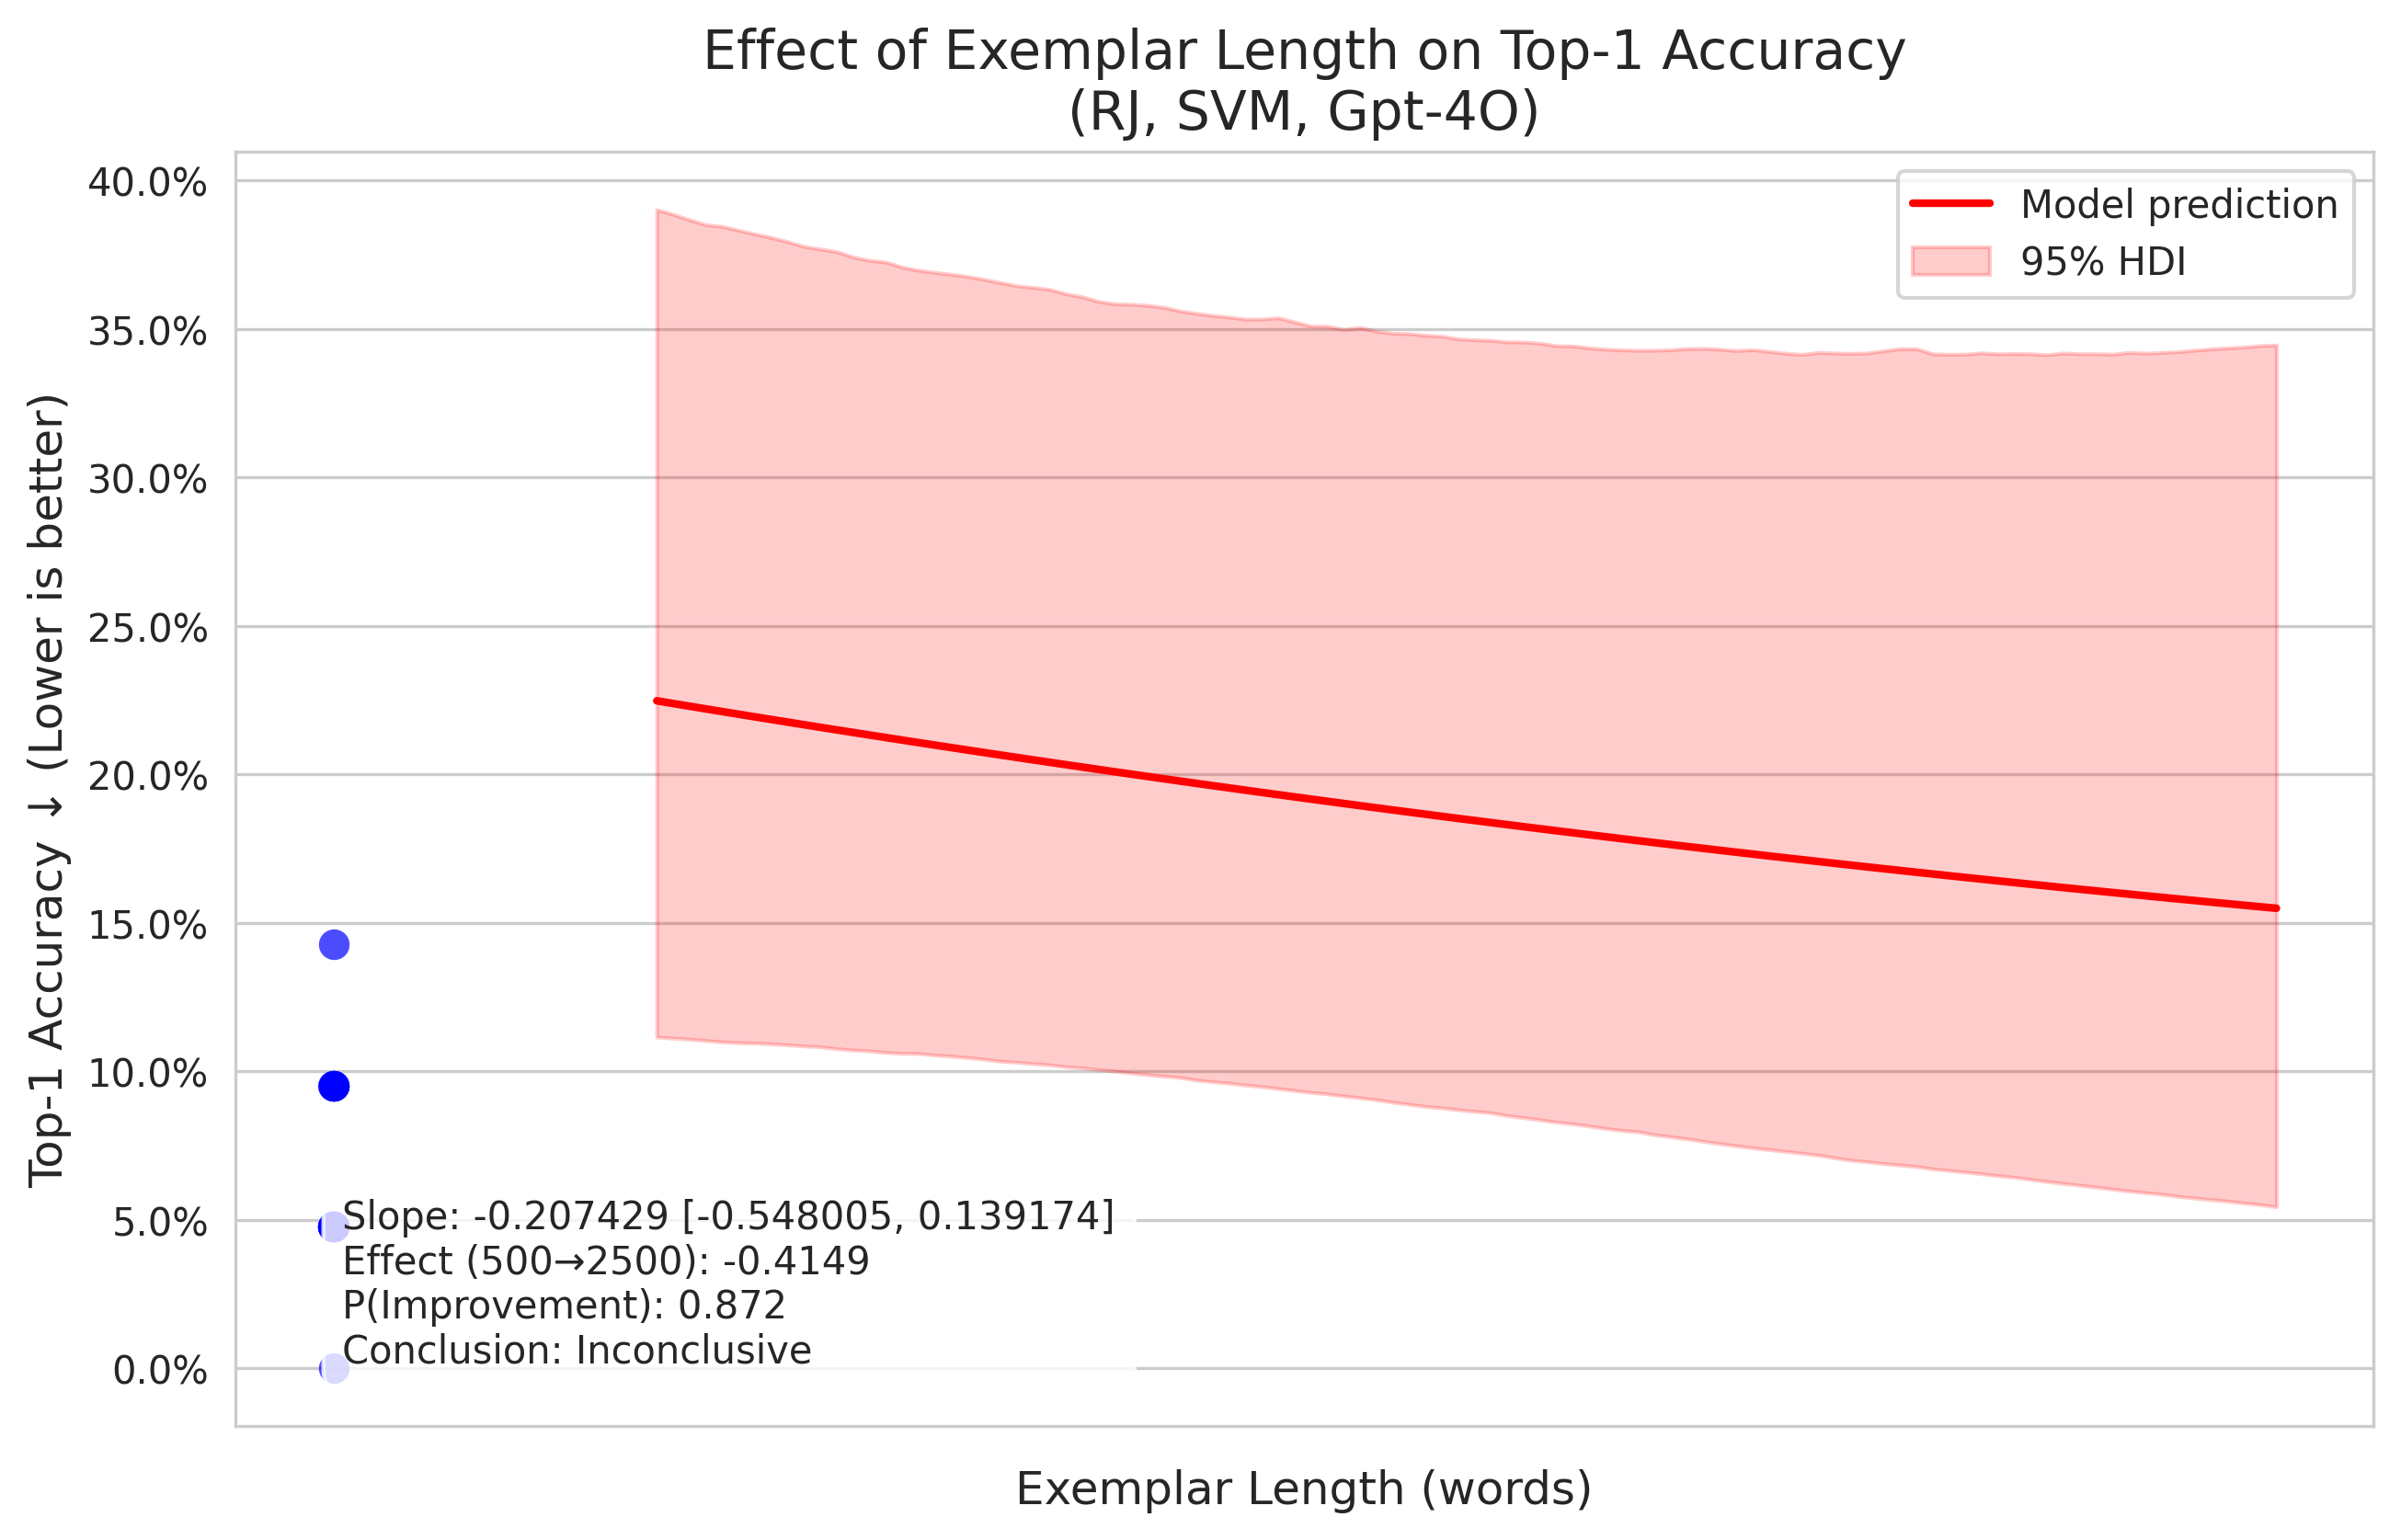 Effect of Exemplar Length on Top-1 Accuracy
(RJ, SVM, Gpt-4O)
Top-1 Accuracy ↓ (Lower is better)
40.0%
35.0%
30.0%
25.0%
20.0%
15.0%
10.0%
5.0%
0.0%
Model prediction
95% HDI
Slope: -0.207429 [-0.548005, 0.139174]
Effect (500→2500): -0.4149
P(Improvement): 0.872
Conclusion: Inconclusive
Exemplar Length (words)